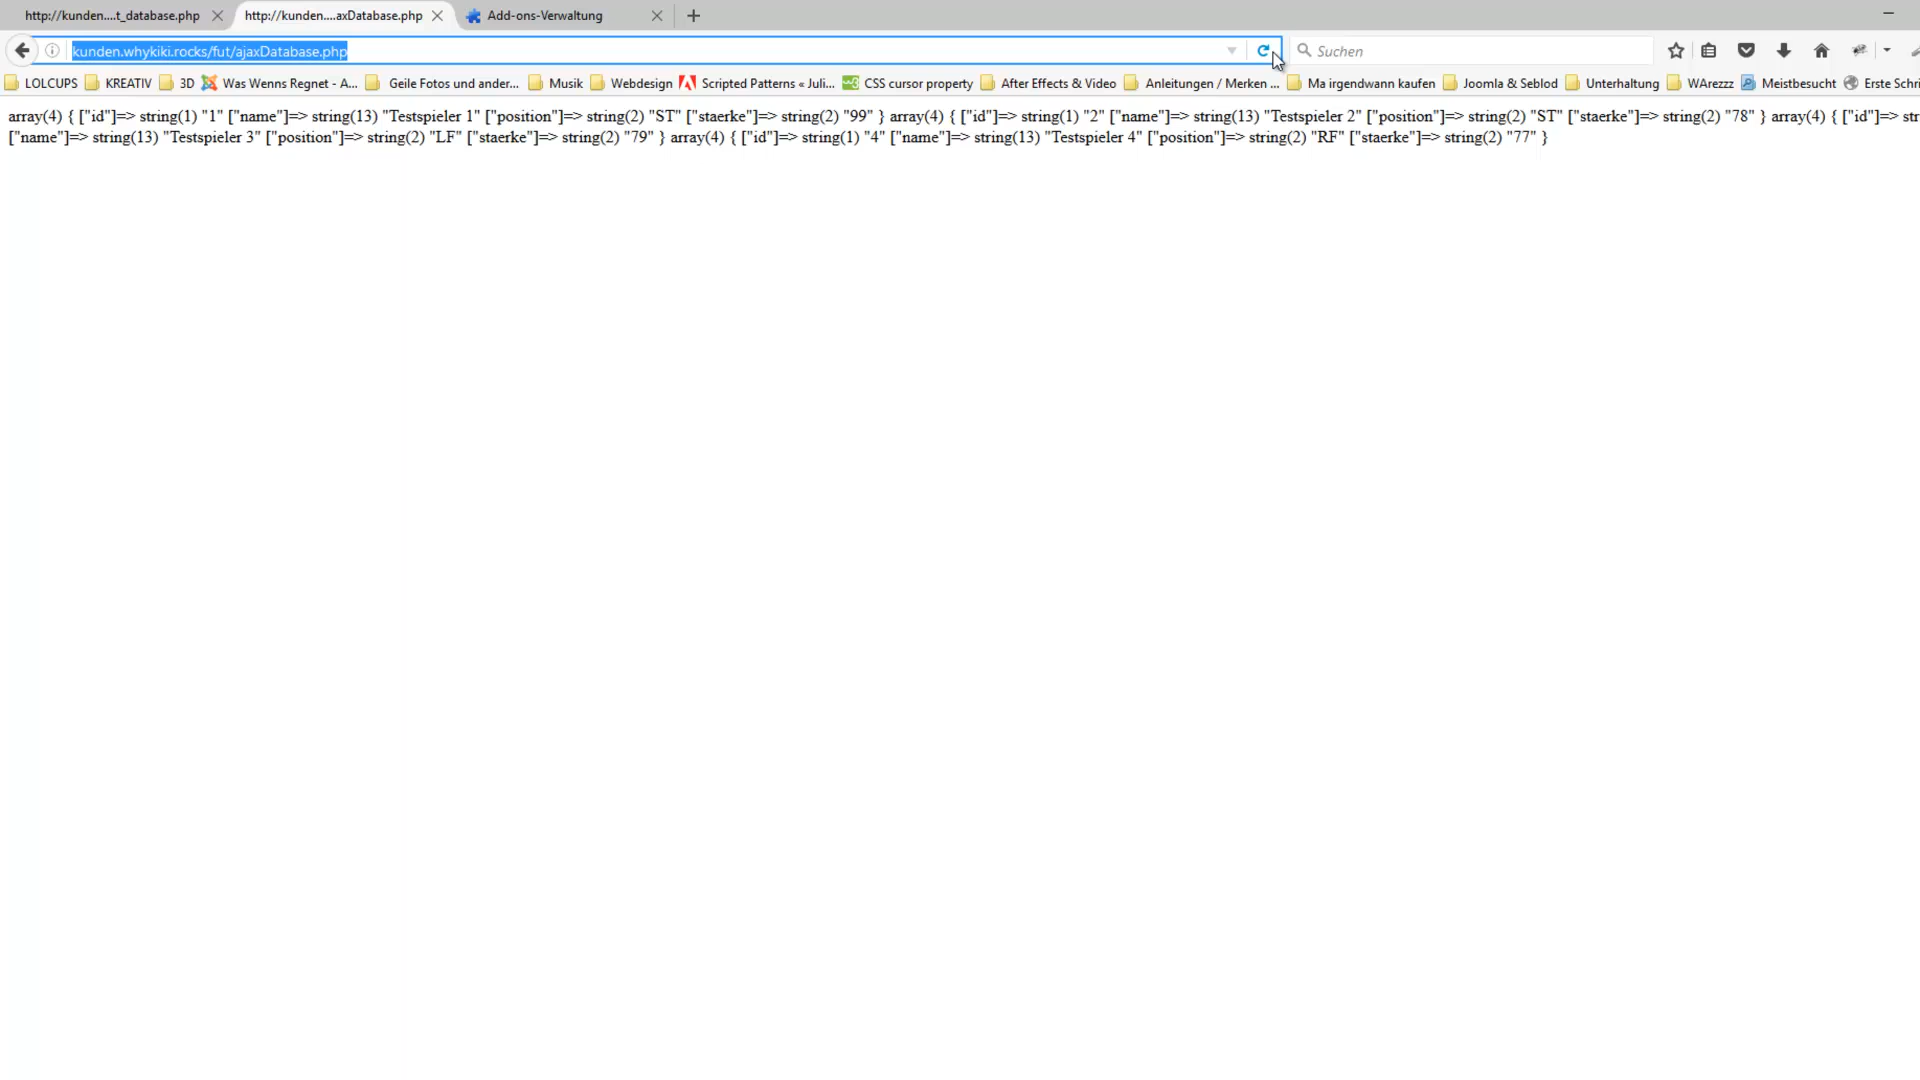 http://kunden....t_database.php
http://kunden....axDatabase.php
Add-ons-Verwaltung
kunden.whykiki.rocks/fut/ajaxDatabase.php
Suchen
LOLCUPS KREATIV 3D Was Wenns Regnet - A... Geile Fotos und ander... Musik Webdesign Scripted Patterns « Juli... CSS cursor property After Effects & Video Anleitungen / Merken ... Ma irgendwann kaufen Joomla & Seblod Unterhaltung WArezzz Meistbesucht Erste Schri
array(4) { ["id"]=> string(1) "1" ["name"]=> string(13) "Testspieler 1" ["position"]=> string(2) "ST" ["staerke"]=> string(2) "99" } array(4) { ["id"]=> string(1) "2" ["name"]=> string(13) "Testspieler 2" ["position"]=> string(2) "ST" ["staerke"]=> string(2) "78" } array(4) { ["id"]=> str
["name"]=> string(13) "Testspieler 3" ["position"]=> string(2) "LF" ["staerke"]=> string(2) "79" } array(4) { ["id"]=> string(1) "4" ["name"]=> string(13) "Testspieler 4" ["position"]=> string(2) "RF" ["staerke"]=> string(2) "77" }